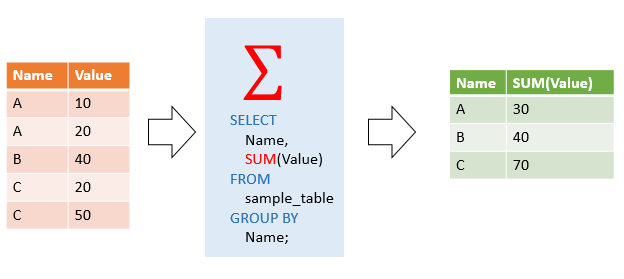 Name Value
A 10
A 20
B 40
C 20
C 50
Σ
SELECT
Name,
SUM(Value)
FROM
sample_table
GROUP BY
Name;
Name SUM(Value)
A 30
B 40
C 70